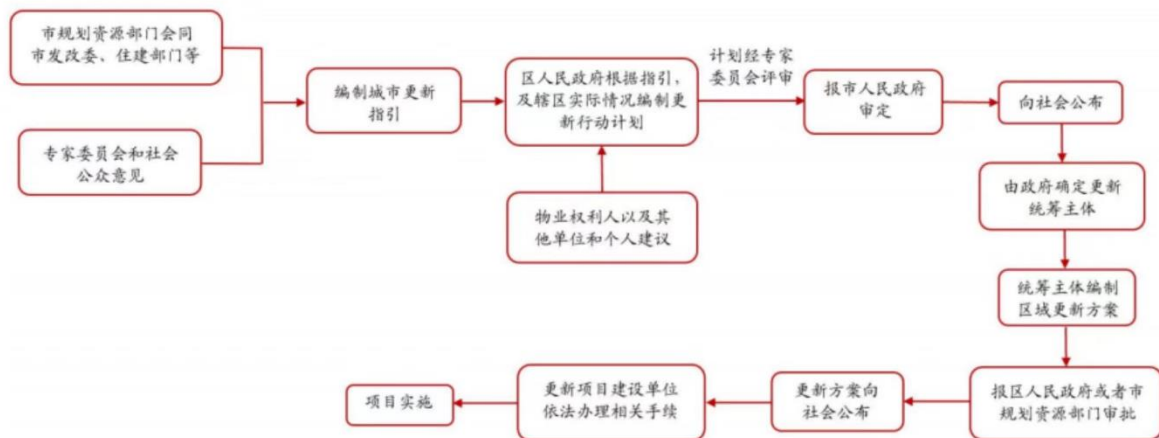 市规划资源部门会同
市发改委、住建部门等
专家委员会和社会
公众意见
编制城市更新
指引
区人民政府根据指引，
及辖区实际情况编制更
新行动计划
物业权利人以及其
他单位和个人建议
计划经专家
委员会评审
报市人民政府
审定
向社会公布
由政府确定更新
统筹主体
统筹主体编制
区域更新方案
报区人民政府或者市
规划资源部门审批
更新方案向
社会公布
更新项目建设单位
依法办理相关手续
项目实施